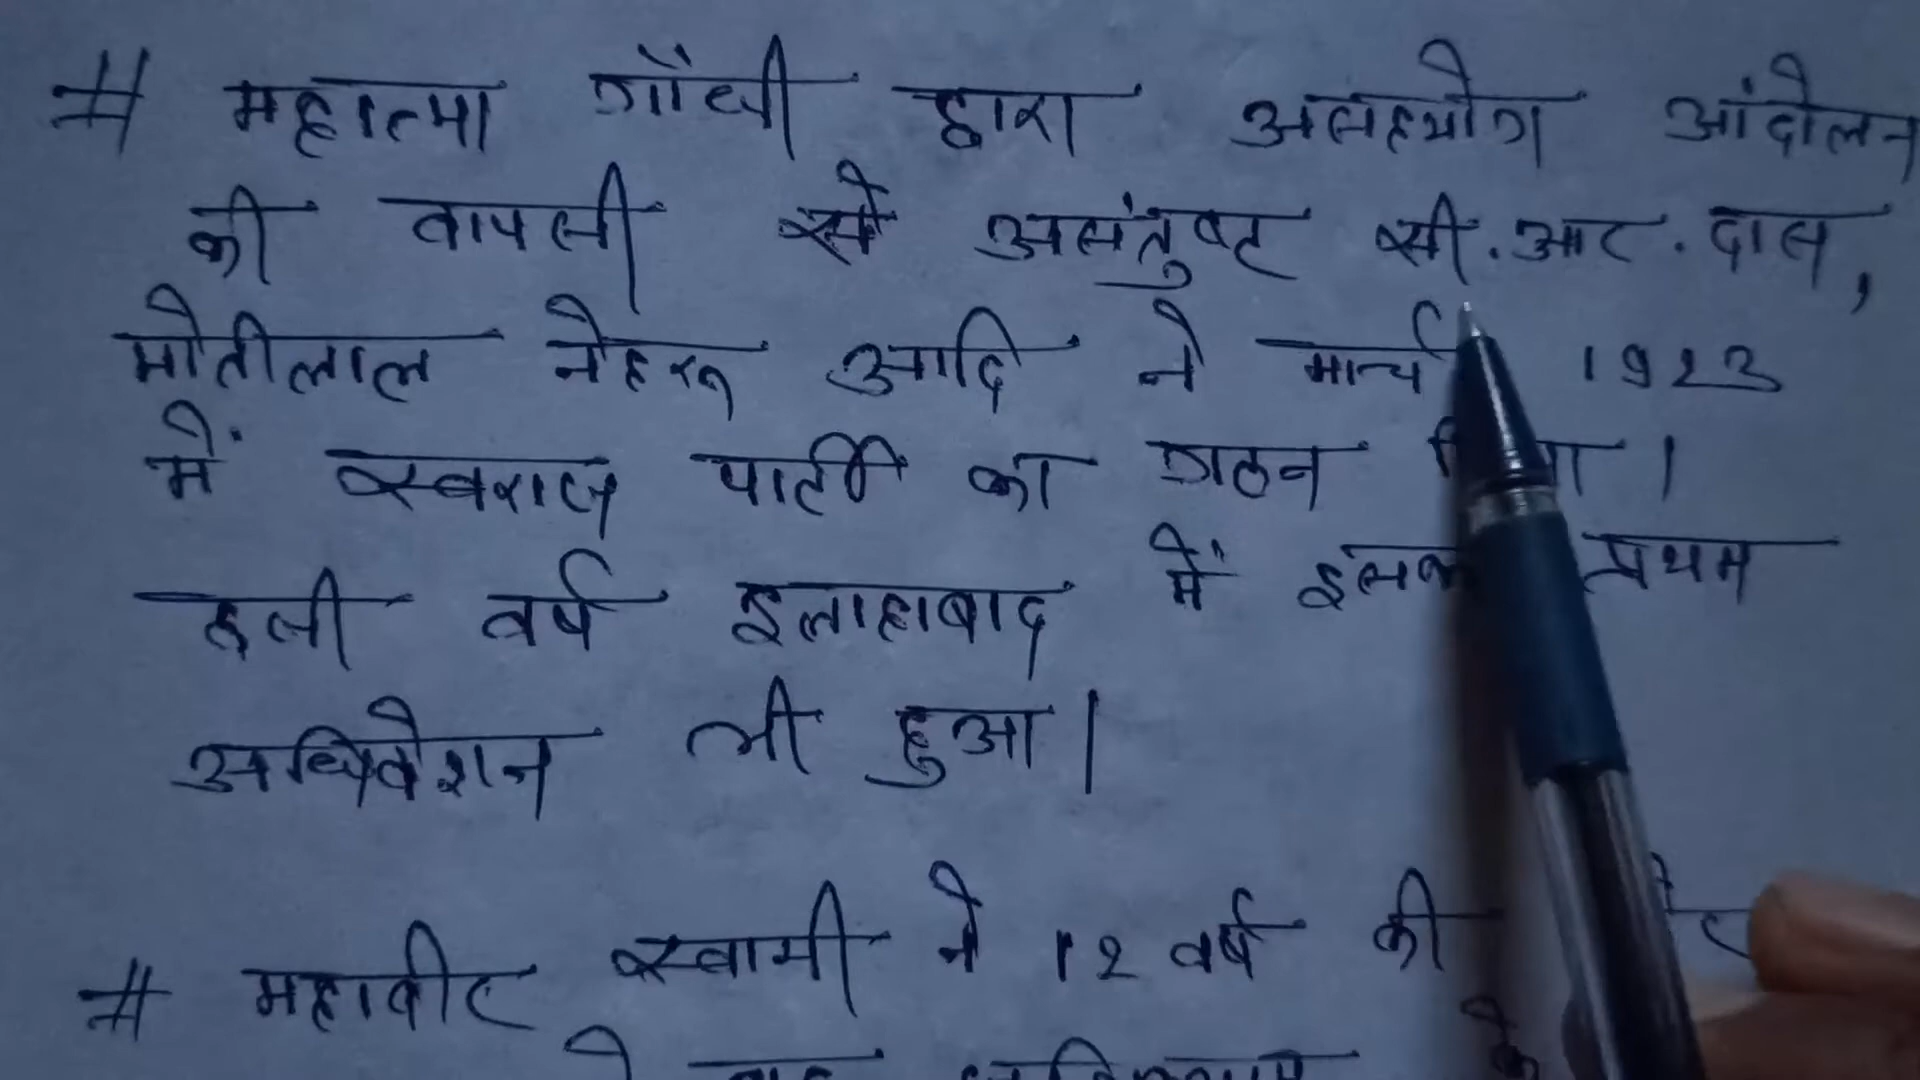 # महात्मा गाँधी द्वारा असहयोग आंदोलन
की वापसी से असंतुष्ट सी.आर.दास,
मोतीलाल नेहरू आदि ने मार्च 1923
में स्वराज पार्टी का गठन
इसी वर्ष इलाहाबाद में प्रथम
अधिवेशन भी हुआ।
# महावीर स्वामी ने 12 वर्ष की